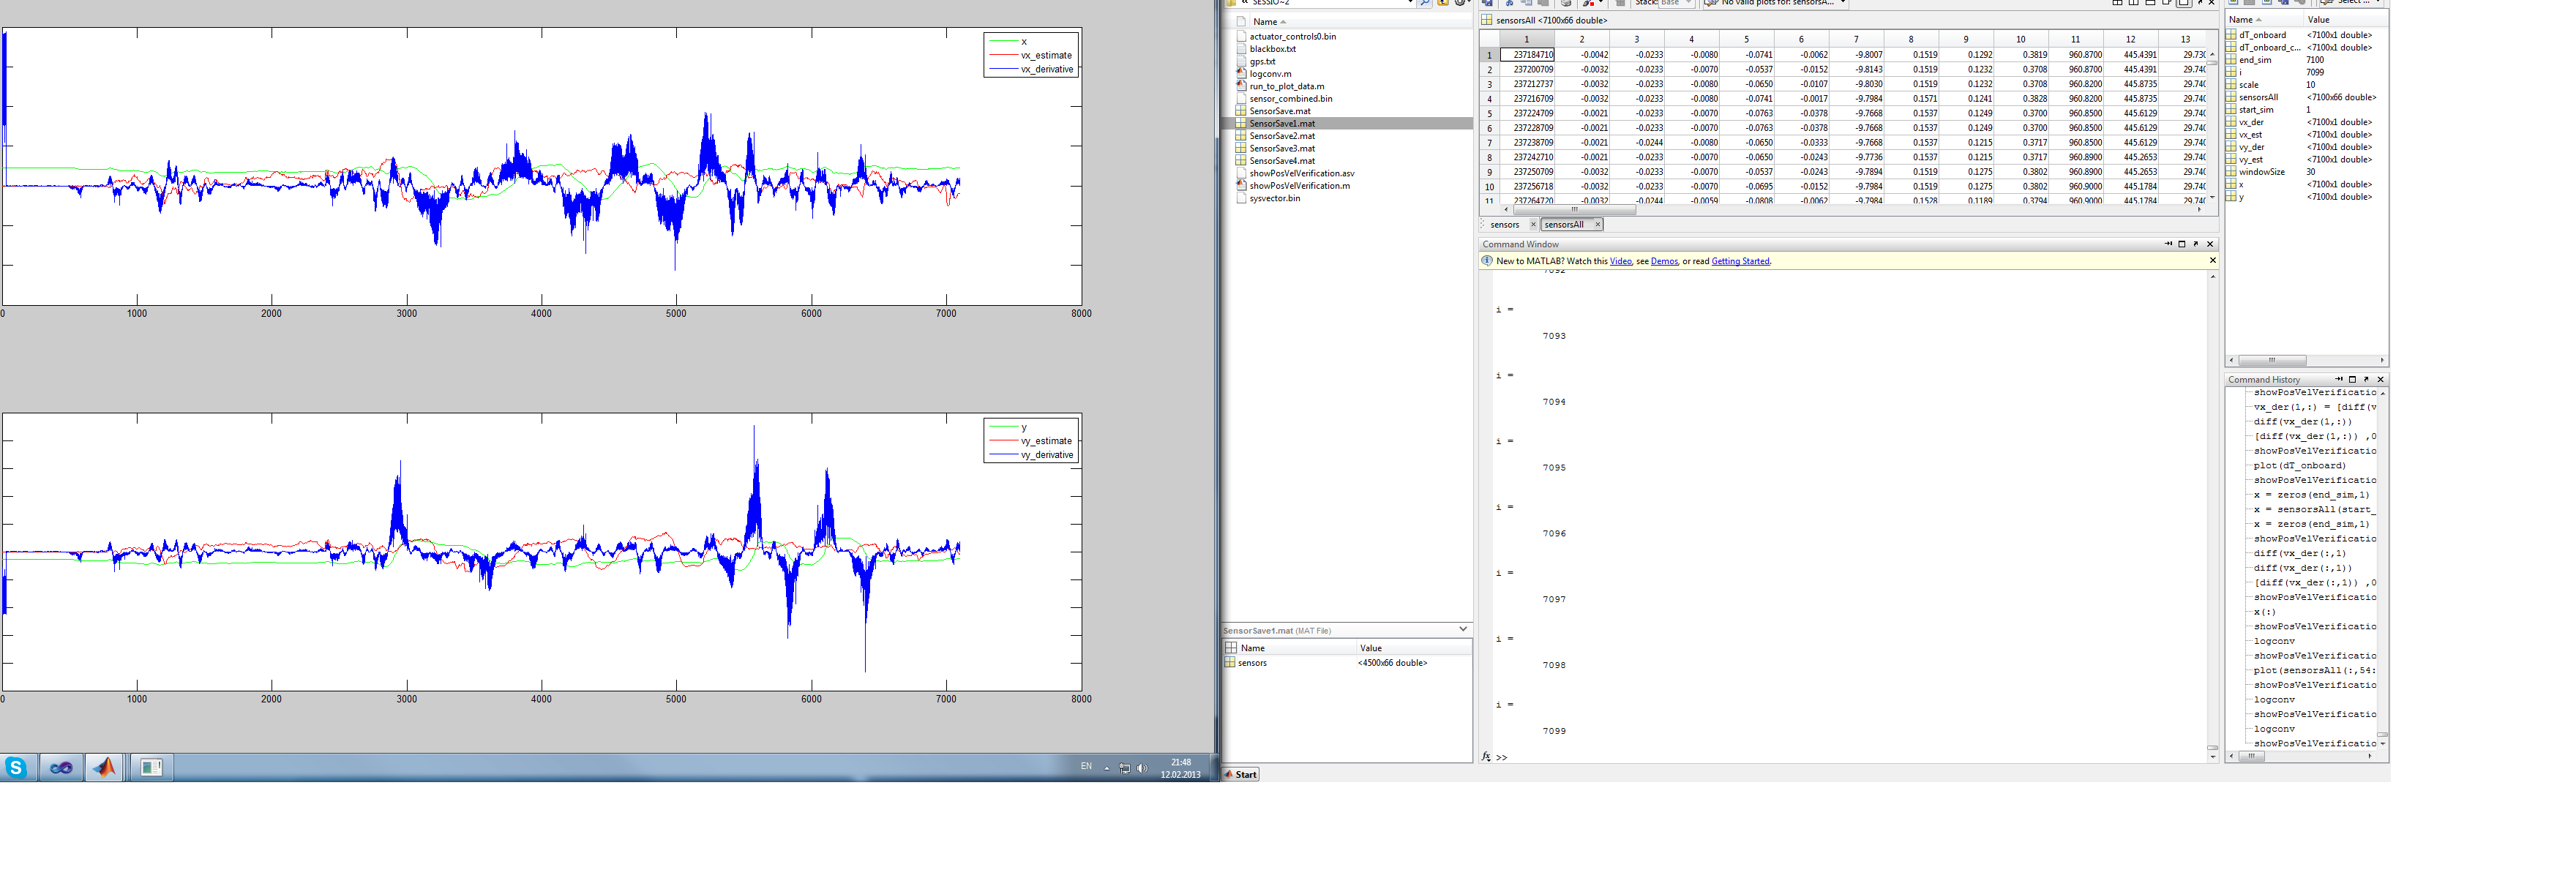 x
vx_estimate
vx_derivative
0 1000 2000 3000 4000 5000 6000 7000 8000
y
vy_estimate
vy_derivative
0 1000 2000 3000 4000 5000 6000 7000 8000
EN
21:48
12.02.2013
« SESSIO~2
Name
actuator_controls0.bin
blackbox.txt
gps.txt
logconv.m
run_to_plot_data.m
sensor_combined.bin
SensorSave.mat
SensorSave1.mat
SensorSave2.mat
SensorSave3.mat
SensorSave4.mat
showPosVelVerification.asv
showPosVelVerification.m
sysvector.bin
SensorSave1.mat (MAT File)
Name Value
sensors <4500x66 double>
Start
Stack: Base No valid plots for: sensorsA...
sensorsAll <7100x66 double>
1 2 3 4 5 6 7 8 9 10 11 12 13
1 237184710 -0.0042 -0.0233 -0.0080 -0.0741 -0.0062 -9.8007 0.1519 0.1292 0.3819 960.8700 445.4391 29.730
2 237200709 -0.0032 -0.0233 -0.0070 -0.0537 -0.0152 -9.8143 0.1519 0.1232 0.3708 960.8700 445.4391 29.740
3 237212737 -0.0032 -0.0233 -0.0080 -0.0650 -0.0107 -9.8030 0.1519 0.1232 0.3713 960.8200 445.8735 29.740
4 237216709 -0.0032 -0.0233 -0.0080 -0.0741 -0.0017 -9.7984 0.1571 0.1241 0.3828 960.8200 445.8735 29.740
5 237224709 -0.0021 -0.0233 -0.0070 -0.0763 -0.0378 -9.7668 0.1537 0.1249 0.3700 960.8500 445.6129 29.740
6 237228709 -0.0021 -0.0233 -0.0070 -0.0763 -0.0378 -9.7668 0.1537 0.1249 0.3700 960.8500 445.6129 29.740
7 237238709 -0.0021 -0.0244 -0.0080 -0.0650 -0.0333 -9.7668 0.1537 0.1215 0.3717 960.8500 445.6129 29.740
8 237242710 -0.0021 -0.0233 -0.0070 -0.0650 -0.0243 -9.7736 0.1537 0.1215 0.3717 960.8900 445.2653 29.740
9 237250709 -0.0032 -0.0233 -0.0070 -0.0537 -0.0243 -9.7894 0.1519 0.1275 0.3802 960.8900 445.2653 29.740
10 237256718 -0.0032 -0.0233 -0.0070 -0.0695 -0.0152 -9.7984 0.1519 0.1275 0.3802 960.9000 445.1784 29.740
11 237264720 -0.0032 -0.0244 -0.0059 -0.0808 -0.0062 -9.7984 0.1528 0.1189 0.3794 960.9000 445.1784 29.740
sensors sensorsAll
Command Window
New to MATLAB? Watch this Video, see Demos, or read Getting Started.
7092
i =
7093
i =
7094
i =
7095
i =
7096
i =
7097
i =
7098
i =
7099
fx >>
Select ...
Name Value
dT_onboard <7100x1 double>
dT_onboard_c... <7100x1 double>
end_sim 7100
i 7099
scale 10
sensorsAll <7100x66 double>
start_sim 1
vx_der <7100x1 double>
vx_est <7100x1 double>
vy_der <7100x1 double>
vy_est <7100x1 double>
windowSize 30
x <7100x1 double>
y <7100x1 double>
Command History
showPosVelVerificatio
vx_der(1,:) = [diff(v
diff(vx_der(1,:))
[diff(vx_der(1,:)) ,0
showPosVelVerificatio
plot(dT_onboard)
showPosVelVerificatio
x = zeros(end_sim,1)
x = sensorsAll(start_
x = zeros(end_sim,1)
showPosVelVerificatio
diff(vx_der(:,1)
diff(vx_der(:,1))
[diff(vx_der(:,1)) ,0
showPosVelVerificatio
x(:)
showPosVelVerificatio
logconv
showPosVelVerificatio
plot(sensorsAll(:,54:
showPosVelVerificatio
logconv
showPosVelVerificatio
logconv
showPosVelVerificatio